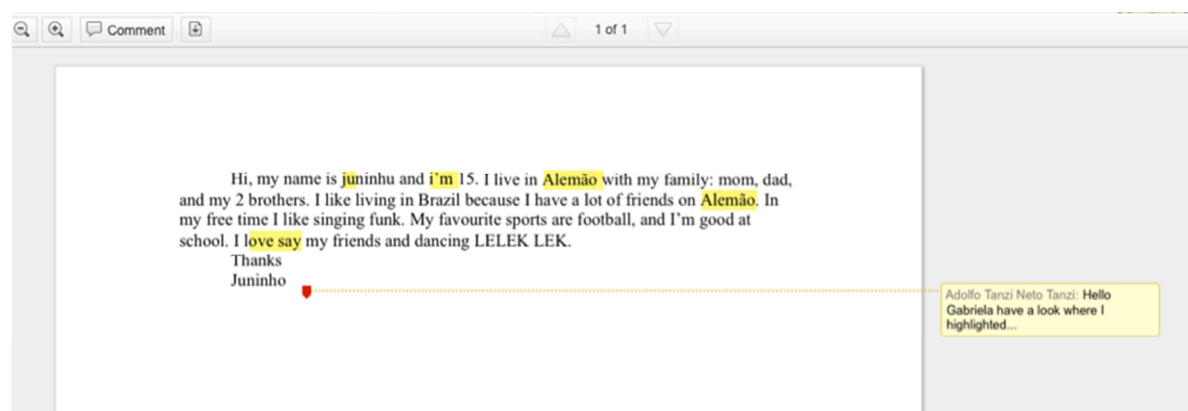 Comment
1 of 1
Hi, my name is juninhu and i'm 15. I live in Alemão with my family: mom, dad,
and my 2 brothers. I like living in Brazil because I have a lot of friends on Alemão. In
my free time I like singing funk. My favourite sports are football, and I'm good at
school. I love say my friends and dancing LELEK LEK.
Thanks
Juninho
Adolfo Tanzi Neto Tanzi: Hello
Gabriela have a look where I
highlighted...